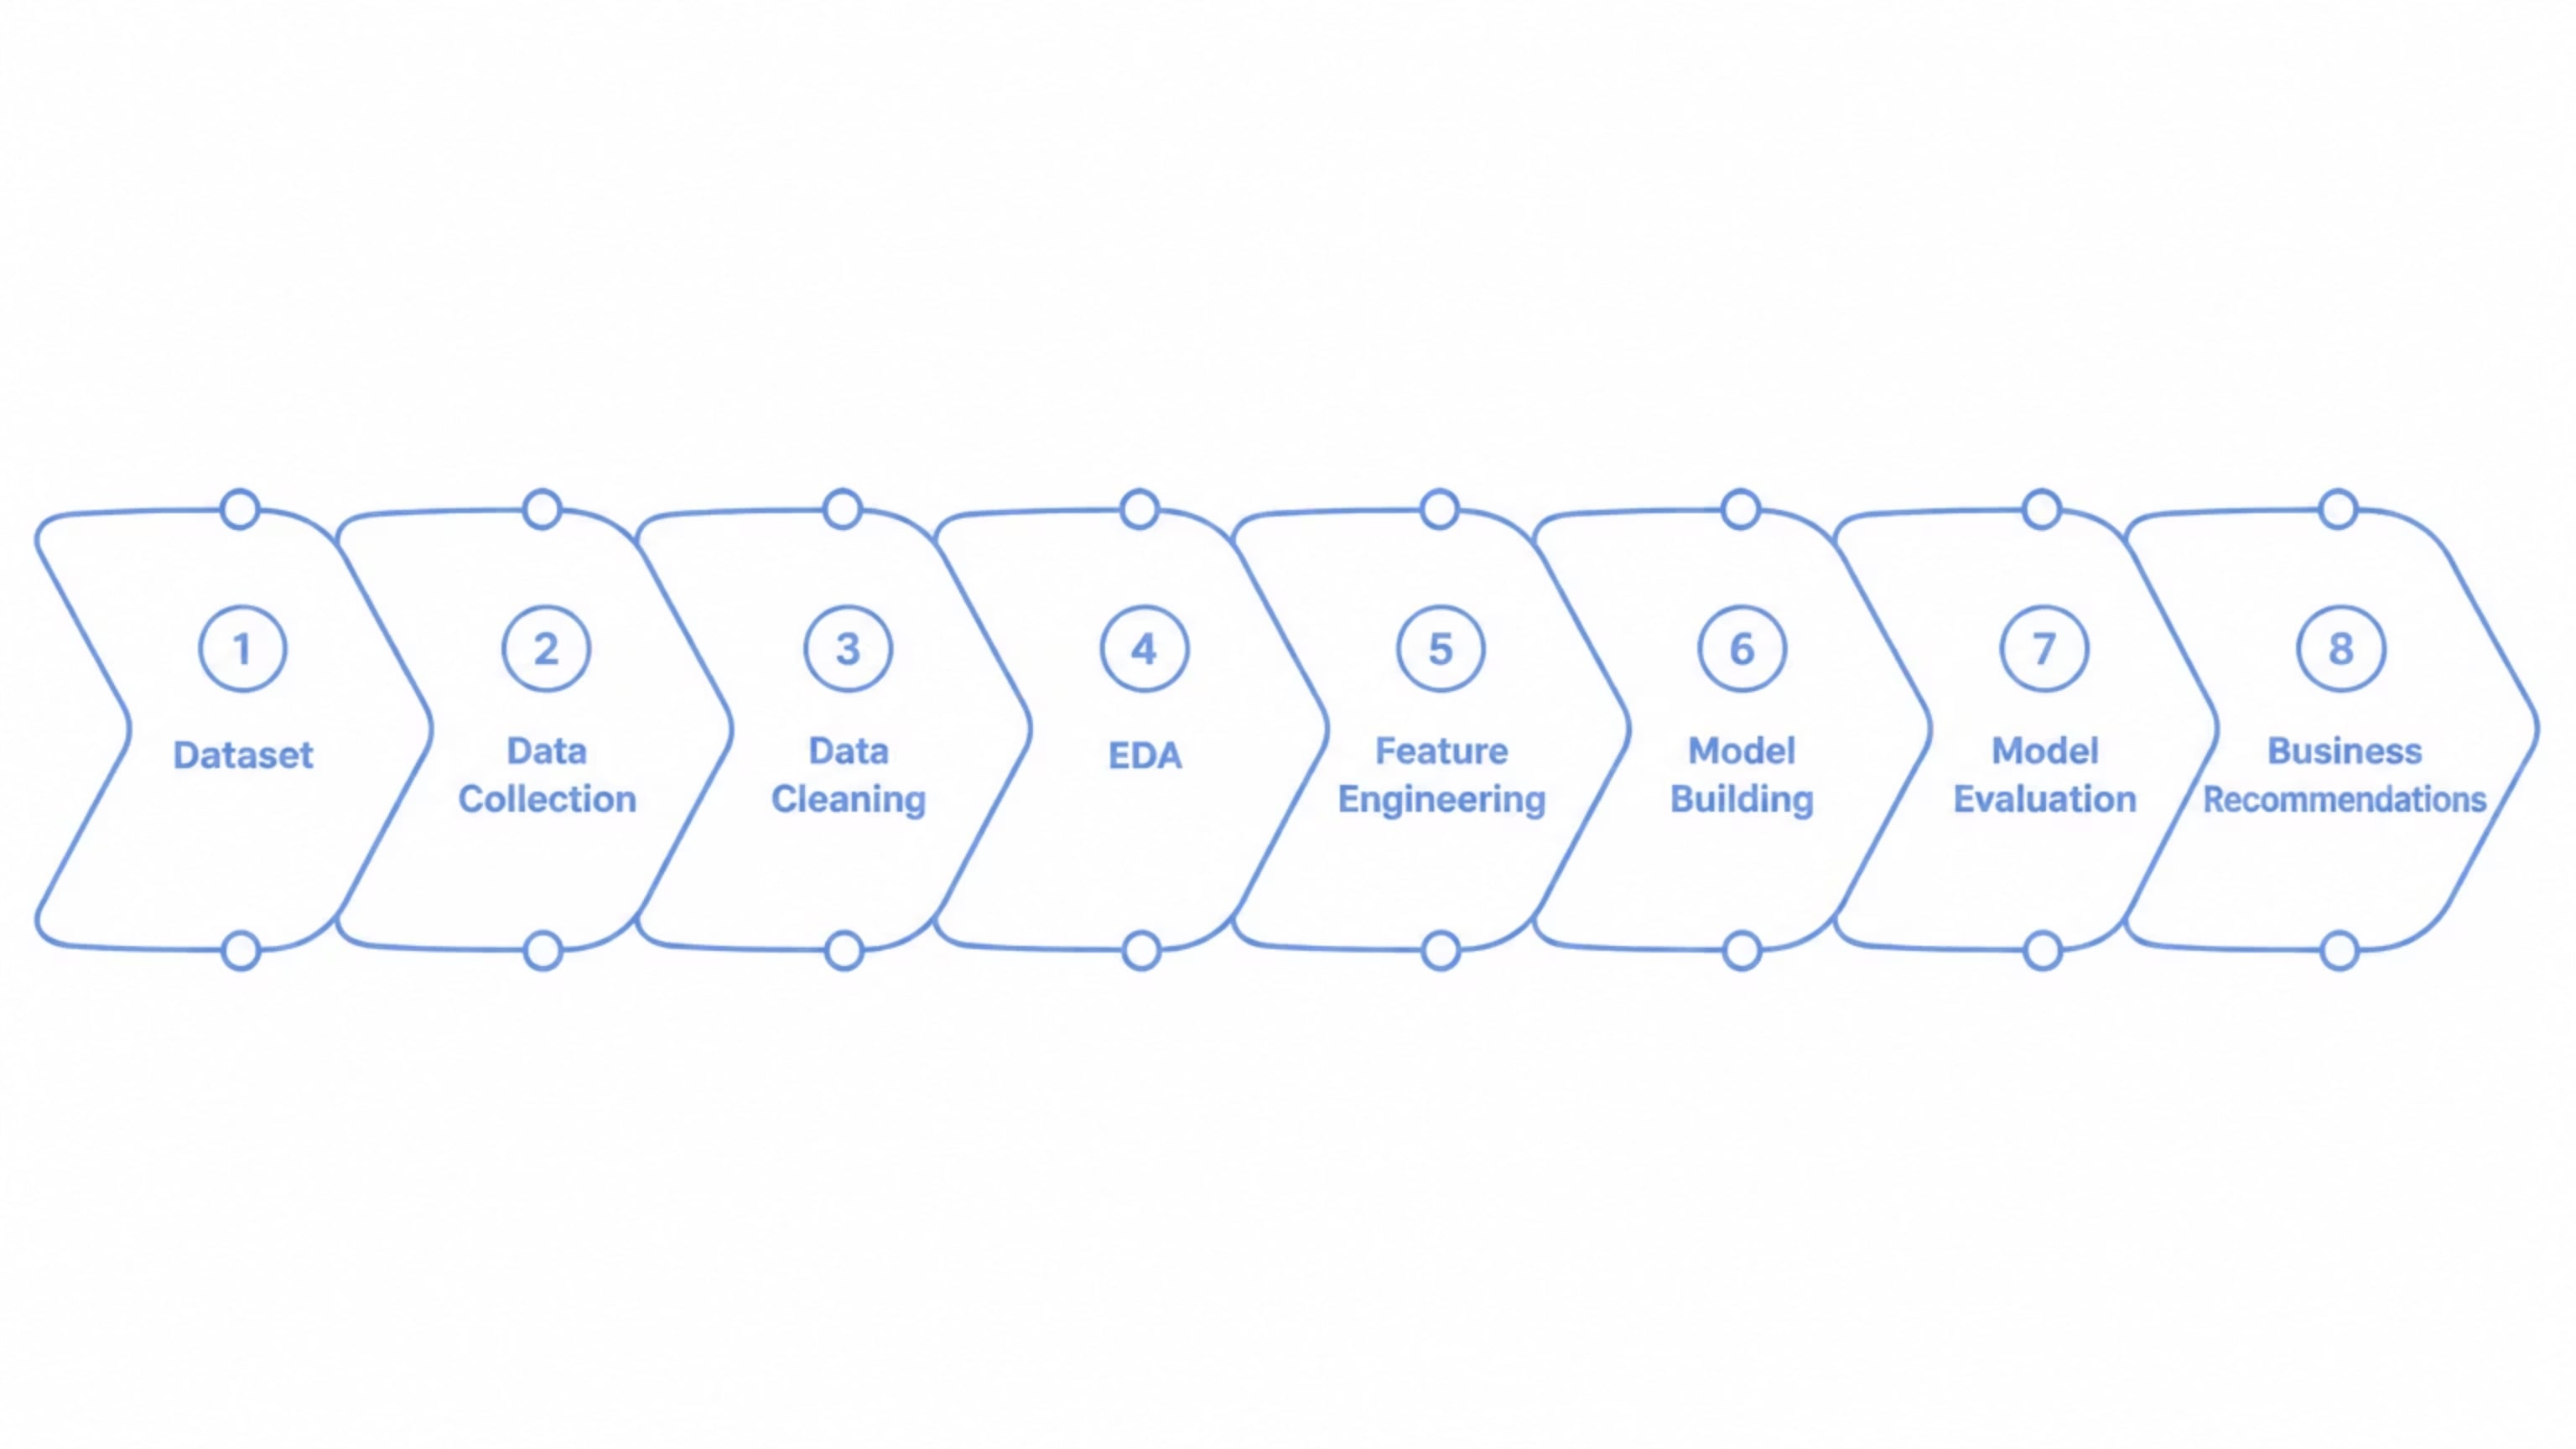 1
Dataset
2
Data
Collection
3
Data
Cleaning
4
EDA
5
Feature
Engineering
6
Model
Building
7
Model
Evaluation
8
Business
Recommendations